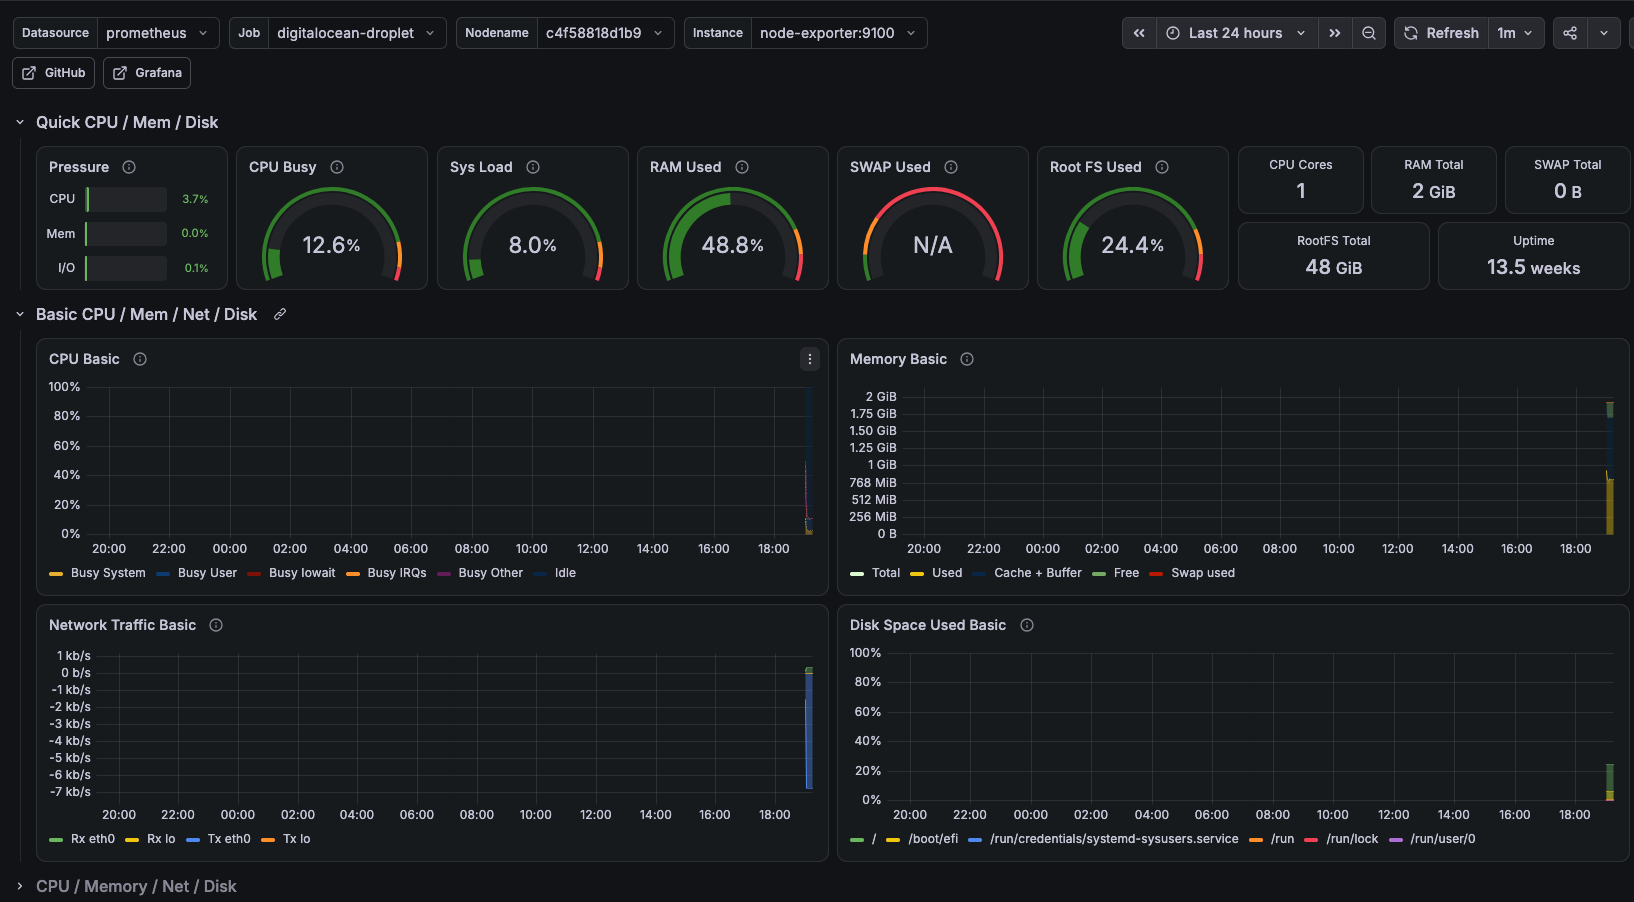 Datasource prometheus Job digitalocean-droplet Nodename c4f58818d1b9 Instance node-exporter:9100 Last 24 hours Refresh 1m
GitHub Grafana
Quick CPU / Mem / Disk
Pressure
CPU 3.7%
Mem 0.0%
I/O 0.1%
CPU Busy
12.6%
Sys Load
8.0%
RAM Used
48.8%
SWAP Used
N/A
Root FS Used
24.4%
CPU Cores
1
RAM Total
2 GiB
SWAP Total
0 B
RootFS Total
48 GiB
Uptime
13.5 weeks
Basic CPU / Mem / Net / Disk
CPU Basic
100%
80%
60%
40%
20%
0%
20:00 22:00 00:00 02:00 04:00 06:00 08:00 10:00 12:00 14:00 16:00 18:00
Busy System Busy User Busy Iowait Busy IRQs Busy Other Idle
Memory Basic
2 GiB
1.75 GiB
1.50 GiB
1.25 GiB
1 GiB
768 MiB
512 MiB
256 MiB
0 B
20:00 22:00 00:00 02:00 04:00 06:00 08:00 10:00 12:00 14:00 16:00 18:00
Total Used Cache + Buffer Free Swap used
Network Traffic Basic
1 kb/s
0 b/s
-1 kb/s
-2 kb/s
-3 kb/s
-4 kb/s
-5 kb/s
-6 kb/s
-7 kb/s
20:00 22:00 00:00 02:00 04:00 06:00 08:00 10:00 12:00 14:00 16:00 18:00
Rx eth0 Rx lo Tx eth0 Tx lo
Disk Space Used Basic
100%
80%
60%
40%
20%
0%
20:00 22:00 00:00 02:00 04:00 06:00 08:00 10:00 12:00 14:00 16:00 18:00
/ /boot/efi /run/credentials/systemd-sysusers.service /run /run/lock /run/user/0
CPU / Memory / Net / Disk